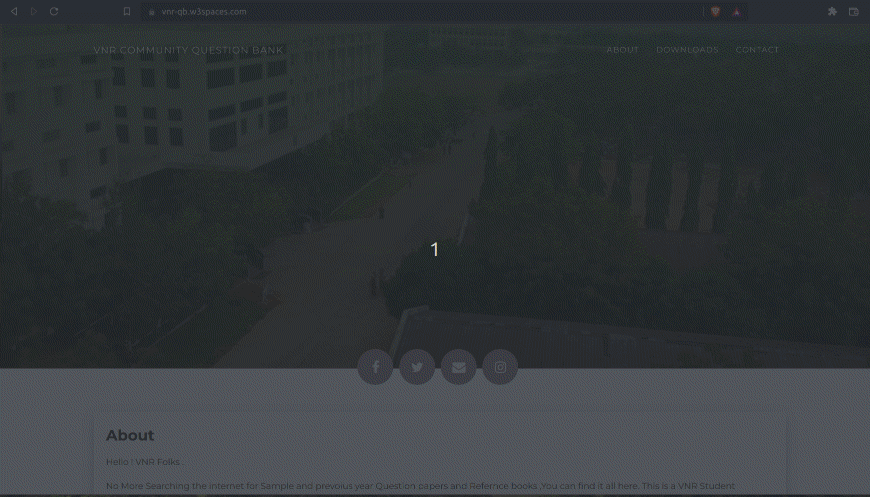 vnr-qb.w3spaces.com
VNR COMMUNITY QUESTION BANK
ABOUT DOWNLOADS CONTACT
1
About
Hello ! VNR Folks ,
No More Searching the internet for Sample and prevoius year Question papers and Refernce books .You can find it all here. This Is a VNR Student